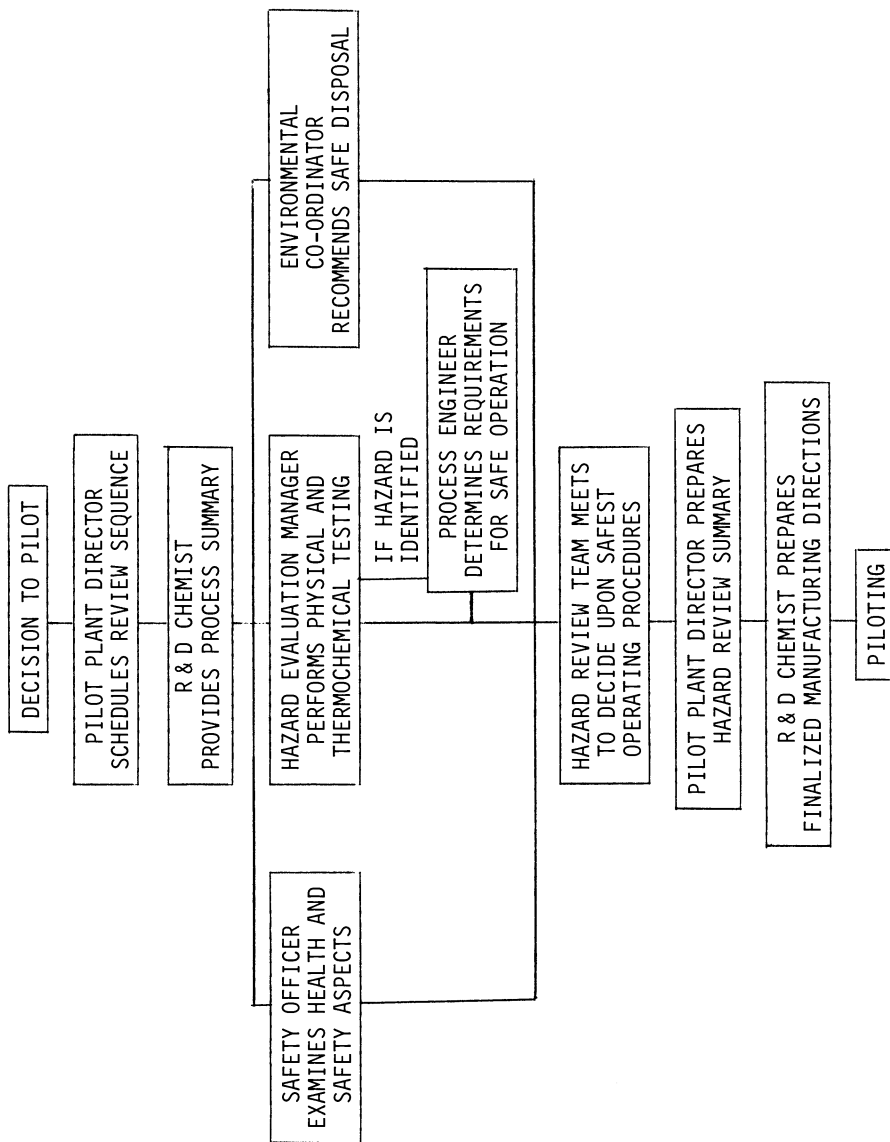 DECISION TO PILOT
PILOT PLANT DIRECTOR
SCHEDULES REVIEW SEQUENCE
R & D CHEMIST
PROVIDES PROCESS SUMMARY
SAFETY OFFICER
EXAMINES HEALTH AND
SAFETY ASPECTS
HAZARD EVALUATION MANAGER
PERFORMS PHYSICAL AND
THERMOCHEMICAL TESTING
ENVIRONMENTAL
CO-ORDINATOR
RECOMMENDS SAFE DISPOSAL
IF HAZARD IS
IDENTIFIED
PROCESS ENGINEER
DETERMINES REQUIREMENTS
FOR SAFE OPERATION
HAZARD REVIEW TEAM MEETS
TO DECIDE UPON SAFEST
OPERATING PROCEDURES
PILOT PLANT DIRECTOR PREPARES
HAZARD REVIEW SUMMARY
R & D CHEMIST PREPARES
FINALIZED MANUFACTURING DIRECTIONS
PILOTING